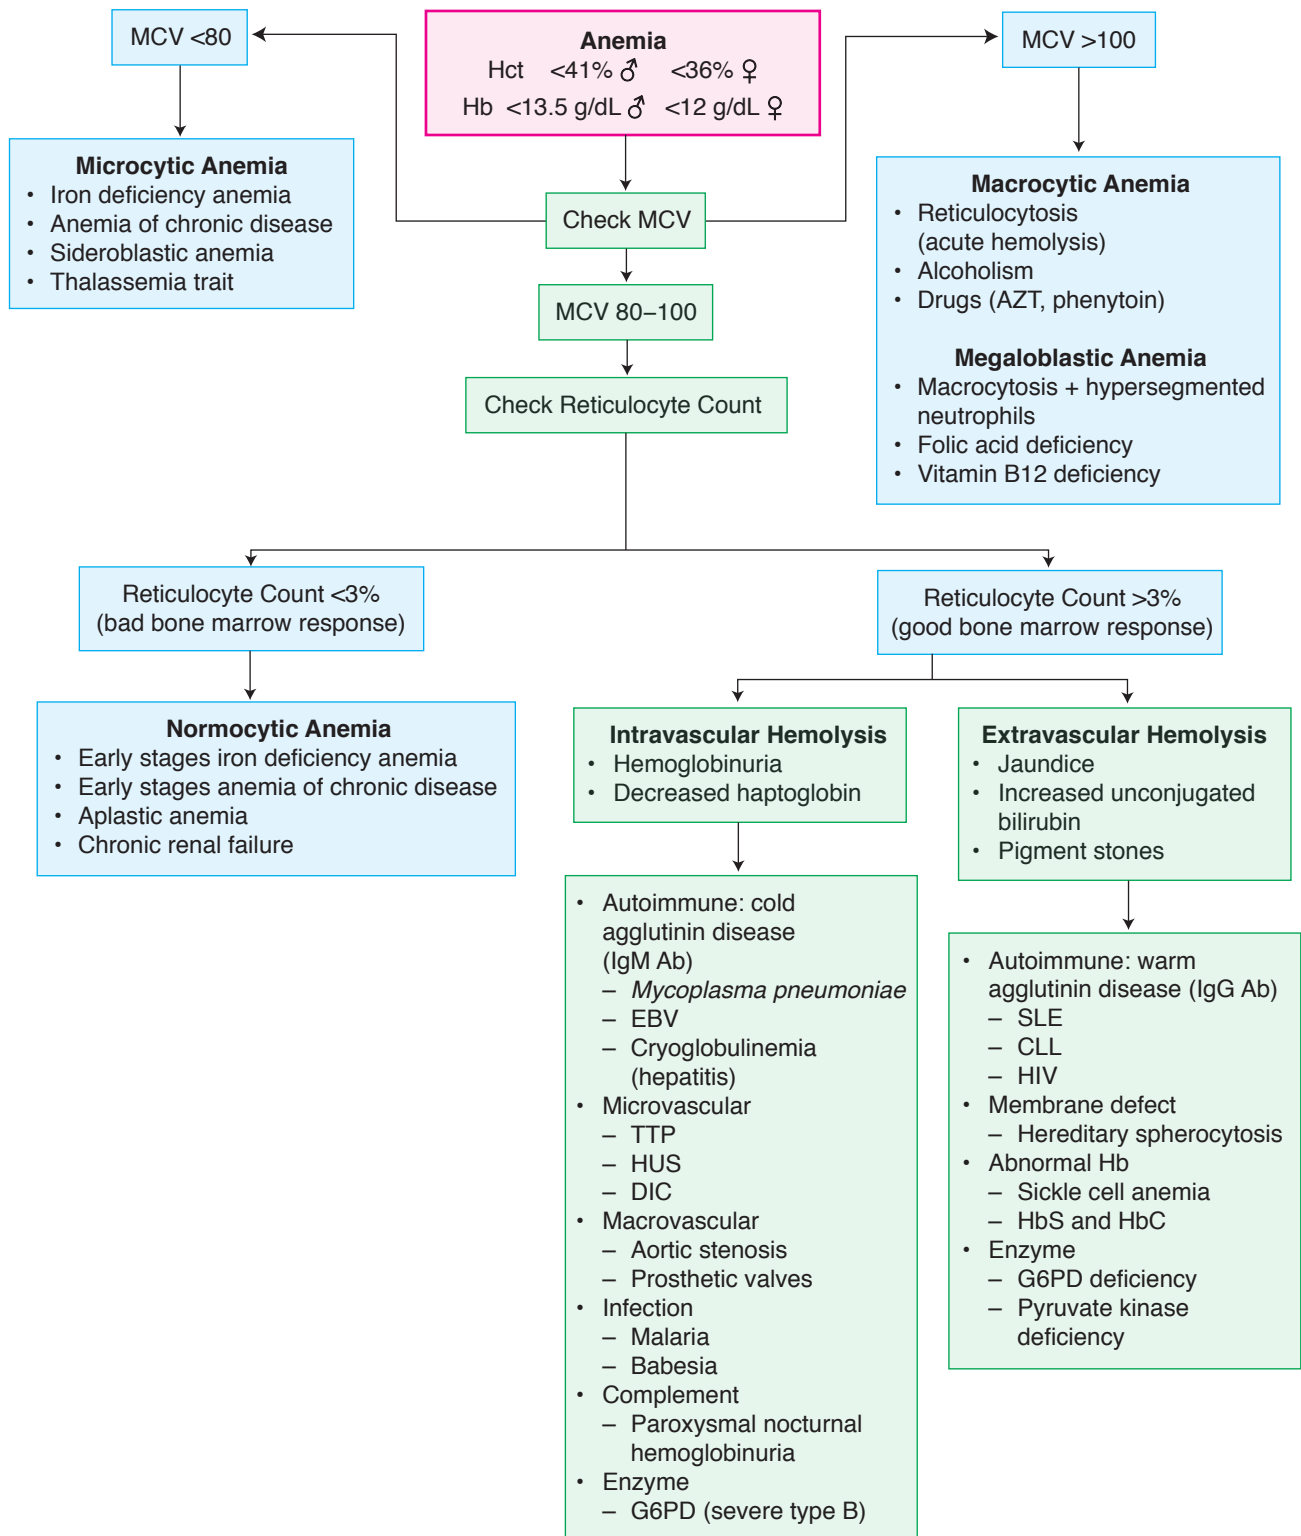 Anemia
Hct <41% ♂ <36% ♀
Hb <13.5 g/dL ♂ <12 g/dL ♀
MCV <80
MCV >100
Microcytic Anemia
• Iron deficiency anemia
• Anemia of chronic disease
• Sideroblastic anemia
• Thalassemia trait
Check MCV
MCV 80–100
Check Reticulocyte Count
Macrocytic Anemia
• Reticulocytosis
(acute hemolysis)
• Alcoholism
• Drugs (AZT, phenytoin)
Megaloblastic Anemia
• Macrocytosis + hypersegmented
neutrophils
• Folic acid deficiency
• Vitamin B12 deficiency
Reticulocyte Count <3%
(bad bone marrow response)
Reticulocyte Count >3%
(good bone marrow response)
Normocytic Anemia
• Early stages iron deficiency anemia
• Early stages anemia of chronic disease
• Aplastic anemia
• Chronic renal failure
Intravascular Hemolysis
• Hemoglobinuria
• Decreased haptoglobin
Extravascular Hemolysis
• Jaundice
• Increased unconjugated
bilirubin
• Pigment stones
• Autoimmune: cold
agglutinin disease
(IgM Ab)
– Mycoplasma pneumoniae
– EBV
– Cryoglobulinemia
(hepatitis)
• Microvascular
– TTP
– HUS
– DIC
• Macrovascular
– Aortic stenosis
– Prosthetic valves
• Infection
– Malaria
– Babesia
• Complement
– Paroxysmal nocturnal
hemoglobinuria
• Enzyme
– G6PD (severe type B)
• Autoimmune: warm
agglutinin disease (IgG Ab)
– SLE
– CLL
– HIV
• Membrane defect
– Hereditary spherocytosis
• Abnormal Hb
– Sickle cell anemia
– HbS and HbC
• Enzyme
– G6PD deficiency
– Pyruvate kinase
deficiency